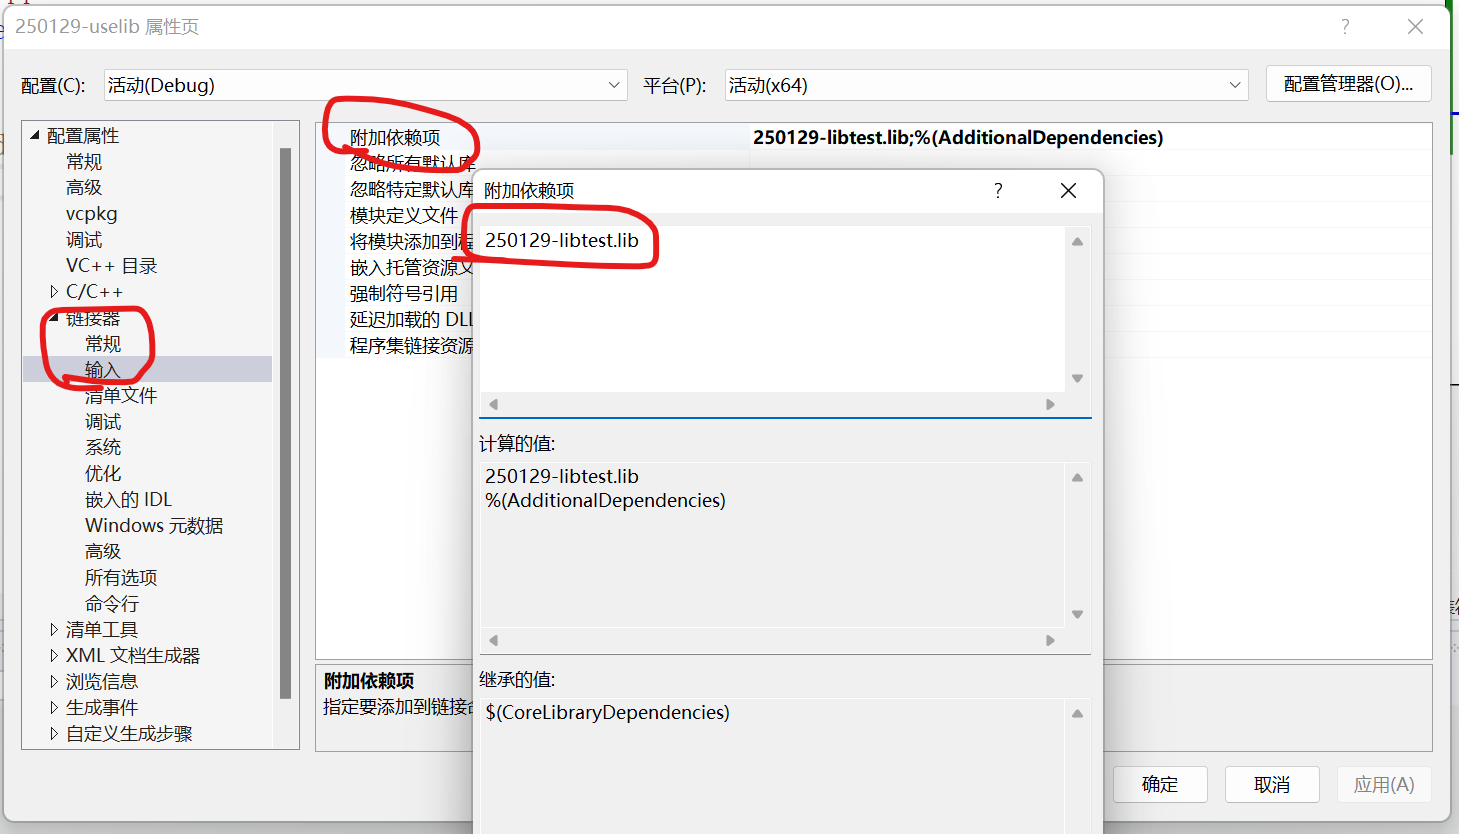 250129-uselib 属性页
配置(C):
活动(Debug)
平台(P):
活动(x64)
配置管理器(O)...
配置属性
常规
高级
vcpkg
调试
VC++ 目录
C/C++
链接器
常规
输入
清单文件
调试
系统
优化
嵌入的 IDL
Windows 元数据
高级
所有选项
命令行
清单工具
XML 文档生成器
浏览信息
生成事件
自定义生成步骤
附加依赖项
250129-libtest.lib;%(AdditionalDependencies)
忽略所有默认库
忽略特定默认库
模块定义文件
将模块添加到程
嵌入托管资源文
强制符号引用
延迟加载的 DLL
程序集链接资源
附加依赖项
指定要添加到链接命
附加依赖项
250129-libtest.lib
计算的值:
250129-libtest.lib
%(AdditionalDependencies)
继承的值:
$(CoreLibraryDependencies)
确定
取消
应用(A)